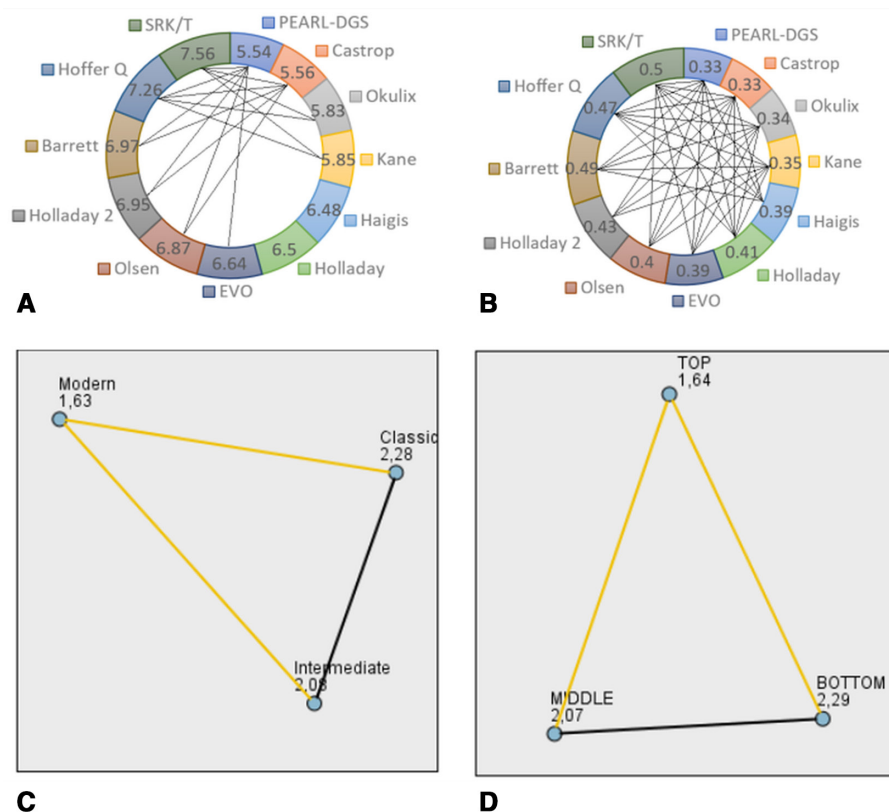 SRK/T
PEARL-DGS
Castrop
Okulix
Kane
Haigis
Holladay
EVO
Olsen
Holladay 2
Barrett
Hoffer Q
7.56
5.54
5.56
5.83
5.85
6.48
6.5
6.64
6.87
6.95
6.97
7.26
A
SRK/T
PEARL-DGS
Castrop
Okulix
Kane
Haigis
Holladay
EVO
Olsen
Holladay 2
Barrett
Hoffer Q
0.5
0.33
0.33
0.34
0.35
0.39
0.41
0.39
0.4
0.43
0.49
0.47
B
Modern
1,63
Classic
2,28
Intermediate
2,08
C
TOP
1,64
MIDDLE
2,07
BOTTOM
2,29
D